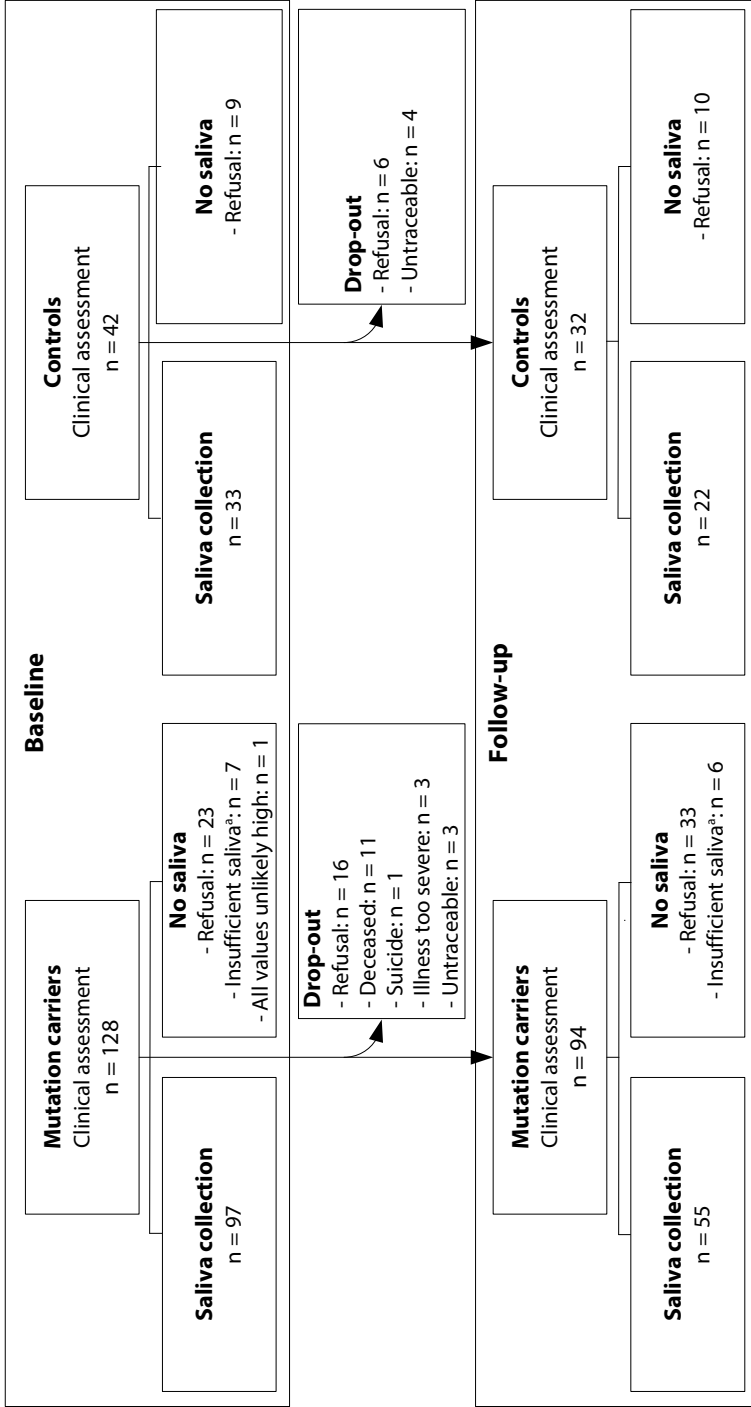 Baseline
Mutation carriers
Clinical assessment
n = 128
Controls
Clinical assessment
n = 42
Saliva collection
n = 97
No saliva
- Refusal: n = 23
- Insufficient salivaª: n = 7
- All values unlikely high: n = 1
Saliva collection
n = 33
No saliva
- Refusal: n = 9
Drop-out
- Refusal: n = 16
- Deceased: n = 11
- Suicide: n = 1
- Illness too severe: n = 3
- Untraceable: n = 3
Drop-out
- Refusal: n = 6
- Untraceable: n = 4
Follow-up
Mutation carriers
Clinical assessment
n = 94
Controls
Clinical assessment
n = 32
Saliva collection
n = 55
No saliva
- Refusal: n = 33
- Insufficient salivaª: n = 6
Saliva collection
n = 22
No saliva
- Refusal: n = 10